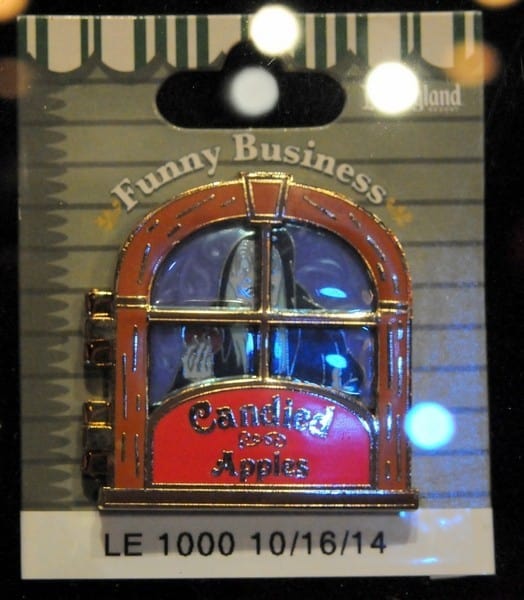 Funny Business
Candied
Apples
LE 1000 10/16/14